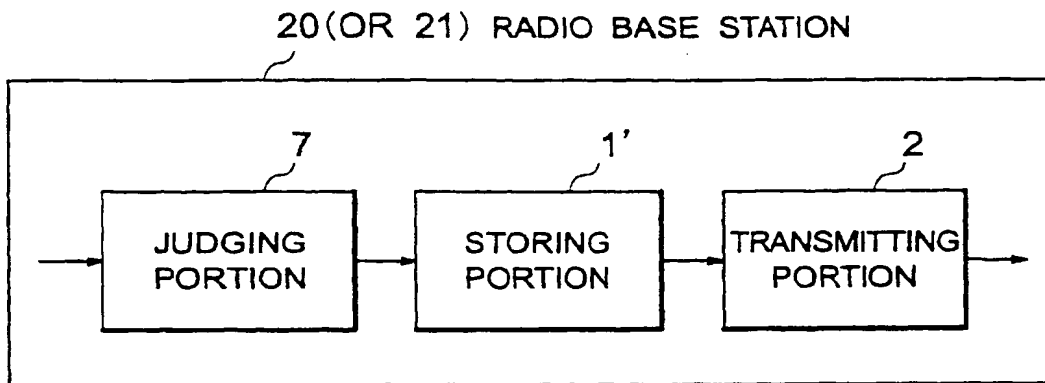 20(OR 21) RADIO BASE STATION
7
1'
2
JUDGING
PORTION
STORING
PORTION
TRANSMITTING
PORTION